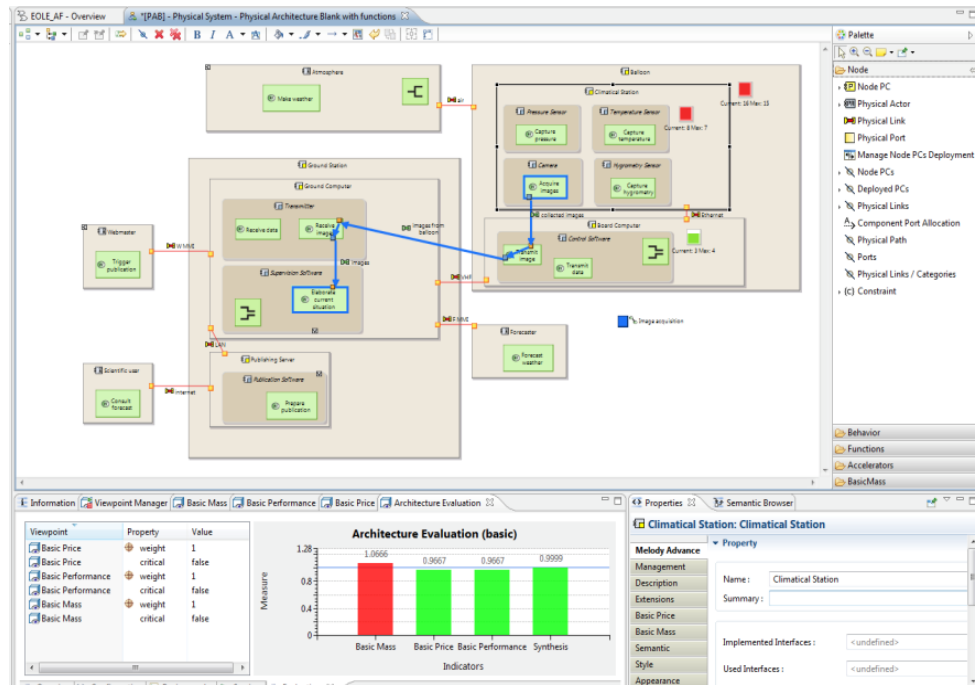 EOLE_AF - Overview
*[PAB] - Physical System - Physical Architecture Blank with functions
B I A
Palette
Node
Node PC
Physical Actor
Physical Link
Physical Port
Manage Node PCs Deployment
Node PCs
Deployed PCs
Physical Links
Component Port Allocation
Physical Path
Ports
Physical Links / Categories
(c) Constraint
Behavior
Functions
Accelerators
BasicMass
Atmosphere
Make weather
air
Balloon
Climatical Station
Current: 16 Max: 15
Pressure Sensor
Capture
pressure
Temperature Sensor
Capture
temperature
Current: 8 Max: 7
Camera
Acquire
images
Hygrometry Sensor
Capture
hygrometry
collected images
Ethernet
Board Computer
Control Software
Transmit
image
Transmit
data
Current: 3 Max: 4
Ground Station
Ground Computer
Transmitter
Receive data
Receive
image
Images from
balloon
images
Supervision Software
Elaborate
current
situation
VHF
Webmaster
Trigger
publication
W MMI
F MMI
Forecaster
Forecast
weather
Image acquisition
LAN
Publishing Server
Publication Software
Prepare
publication
Scientific user
Consult
forecast
internet
Information
Viewpoint Manager
Basic Mass
Basic Performance
Basic Price
Architecture Evaluation
Viewpoint Property Value
Basic Price weight 1
Basic Price critical false
Basic Performance weight 1
Basic Performance critical false
Basic Mass weight 1
Basic Mass critical false
Architecture Evaluation (basic)
1.28
0.8
0.4
0
Measure
1.0666 0.9667 0.9667 0.9999
Basic Mass Basic Price Basic Performance Synthesis
Indicators
Properties
Semantic Browser
Climatical Station: Climatical Station
Melody Advance
Management
Description
Extensions
Basic Price
Basic Mass
Semantic
Style
Appearance
Property
Name : Climatical Station
Summary :
Implemented Interfaces : <undefined>
Used Interfaces : <undefined>